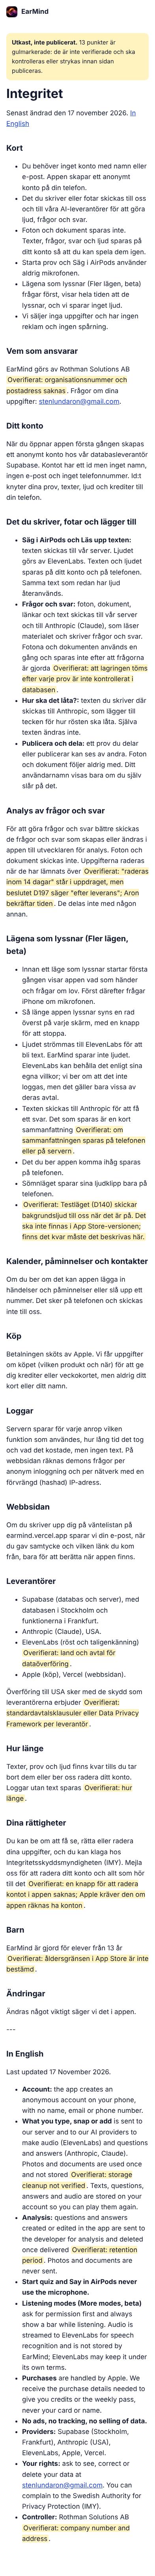 EarMind
Utkast, inte publicerat. 13 punkter är
gulmarkerade: de är inte verifierade och ska
kontrolleras eller strykas innan sidan
publiceras.
Integritet
Senast ändrad den 17 november 2026. In
English
Kort
Du behöver inget konto med namn eller
e-post. Appen skapar ett anonymt
konto på din telefon.
Det du skriver eller fotar skickas till oss
och till våra AI-leverantörer för att göra
ljud, frågor och svar.
Foton och dokument sparas inte.
Texter, frågor, svar och ljud sparas på
ditt konto så att du kan spela dem igen.
Starta prov och Säg i AirPods använder
aldrig mikrofonen.
Lägena som lyssnar (Fler lägen, beta)
frågar först, visar hela tiden att de
lyssnar, och vi sparar inget ljud.
Vi säljer inga uppgifter och har ingen
reklam och ingen spårning.
Vem som ansvarar
EarMind görs av Rothman Solutions AB
Overifierat: organisationsnummer och
postadress saknas. Frågor om dina
uppgifter: stenlundaron@gmail.com.
Ditt konto
När du öppnar appen första gången skapas
ett anonymt konto hos vår databasleverantör
Supabase. Kontot har ett id men inget namn,
ingen e-post och inget telefonnummer. Id:t
knyter dina prov, texter, ljud och krediter till
din telefon.
Det du skriver, fotar och lägger till
Säg i AirPods och Läs upp texten:
texten skickas till vår server. Ljudet
görs av ElevenLabs. Texten och ljudet
sparas på ditt konto och på telefonen.
Samma text som redan har ljud
återanvänds.
Frågor och svar: foton, dokument,
länkar och text skickas till vår server
och till Anthropic (Claude), som läser
materialet och skriver frågor och svar.
Fotona och dokumenten används en
gång och sparas inte efter att frågorna
är gjorda Overifierat: att lagringen töms
efter varje prov är inte kontrollerat i
databasen.
Hur ska det låta?: texten du skriver där
skickas till Anthropic, som lägger till
tecken för hur rösten ska låta. Själva
texten ändras inte.
Publicera och dela: ett prov du delar
eller publicerar kan ses av andra. Foton
och dokument följer aldrig med. Ditt
användarnamn visas bara om du själv
slår på det.
Analys av frågor och svar
För att göra frågor och svar bättre skickas
de frågor och svar som skapas eller ändras i
appen till utvecklaren för analys. Foton och
dokument skickas inte. Uppgifterna raderas
när de har lämnats över Overifierat: "raderas
inom 14 dagar" står i uppdraget, men
beslutet D197 säger "efter leverans"; Aron
bekräftar tiden. De delas inte med någon
annan.
Lägena som lyssnar (Fler lägen,
beta)
Innan ett läge som lyssnar startar första
gången visar appen vad som händer
och frågar om lov. Först därefter frågar
iPhone om mikrofonen.
Så länge appen lyssnar syns en rad
överst på varje skärm, med en knapp
för att stoppa.
Ljudet strömmas till ElevenLabs för att
bli text. EarMind sparar inte ljudet.
ElevenLabs kan behålla det enligt sina
egna villkor; vi ber om att det inte
loggas, men det gäller bara vissa av
deras avtal.
Texten skickas till Anthropic för att få
ett svar. Det som sparas är en kort
sammanfattning Overifierat: om
sammanfattningen sparas på telefonen
eller på servern.
Det du ber appen komma ihåg sparas
på telefonen.
Sömnläget sparar sina ljudklipp bara på
telefonen.
Overifierat: Testläget (D140) skickar
bakgrundsljud till oss när det är på. Det
ska inte finnas i App Store-versionen;
finns det kvar måste det beskrivas här.
Kalender, påminnelser och kontakter
Om du ber om det kan appen lägga in
händelser och påminnelser eller slå upp ett
nummer. Det sker på telefonen och skickas
inte till oss.
Köp
Betalningen sköts av Apple. Vi får uppgifter
om köpet (vilken produkt och när) för att ge
dig krediter eller veckokortet, men aldrig ditt
kort eller ditt namn.
Loggar
Servern sparar för varje anrop vilken
funktion som användes, hur lång tid det tog
och vad det kostade, men ingen text. På
webbsidan räknas demons frågor per
anonym inloggning och per nätverk med en
förvrängd (hashad) IP-adress.
Webbsidan
Om du skriver upp dig på väntelistan på
earmind.vercel.app sparar vi din e-post, när
du gav samtycke och vilken länk du kom
från, bara för att berätta när appen finns.
Leverantörer
Supabase (databas och server), med
databasen i Stockholm och
funktionerna i Frankfurt.
Anthropic (Claude), USA.
ElevenLabs (röst och taligenkänning)
Overifierat: land och avtal för
dataöverföring.
Apple (köp), Vercel (webbsidan).
Överföring till USA sker med de skydd som
leverantörerna erbjuder Overifierat:
standardavtalsklausuler eller Data Privacy
Framework per leverantör.
Hur länge
Texter, prov och ljud finns kvar tills du tar
bort dem eller ber oss radera ditt konto.
Loggar utan text sparas Overifierat: hur
länge.
Dina rättigheter
Du kan be om att få se, rätta eller radera
dina uppgifter, och du kan klaga hos
Integritetsskyddsmyndigheten (IMY). Mejla
oss för att radera ditt konto och allt som hör
till det Overifierat: en knapp för att radera
kontot i appen saknas; Apple kräver den om
appen räknas ha konton.
Barn
EarMind är gjord för elever från 13 år
Overifierat: åldersgränsen i App Store är inte
bestämd.
Ändringar
Ändras något viktigt säger vi det i appen.
---
In English
Last updated 17 November 2026.
Account: the app creates an
anonymous account on your phone,
with no name, email or phone number.
What you type, snap or add is sent to
our server and to our AI providers to
make audio (ElevenLabs) and questions
and answers (Anthropic, Claude).
Photos and documents are used once
and not stored Overifierat: storage
cleanup not verified. Texts, questions,
answers and audio are stored on your
account so you can play them again.
Analysis: questions and answers
created or edited in the app are sent to
the developer for analysis and deleted
once delivered Overifierat: retention
period. Photos and documents are
never sent.
Start quiz and Say in AirPods never
use the microphone.
Listening modes (More modes, beta)
ask for permission first and always
show a bar while listening. Audio is
streamed to ElevenLabs for speech
recognition and is not stored by
EarMind; ElevenLabs may keep it under
its own terms.
Purchases are handled by Apple. We
receive the purchase details needed to
give you credits or the weekly pass,
never your card or name.
No ads, no tracking, no selling of data.
Providers: Supabase (Stockholm,
Frankfurt), Anthropic (USA),
ElevenLabs, Apple, Vercel.
Your rights: ask to see, correct or
delete your data at
stenlundaron@gmail.com. You can
complain to the Swedish Authority for
Privacy Protection (IMY).
Controller: Rothman Solutions AB
Overifierat: company number and
address.